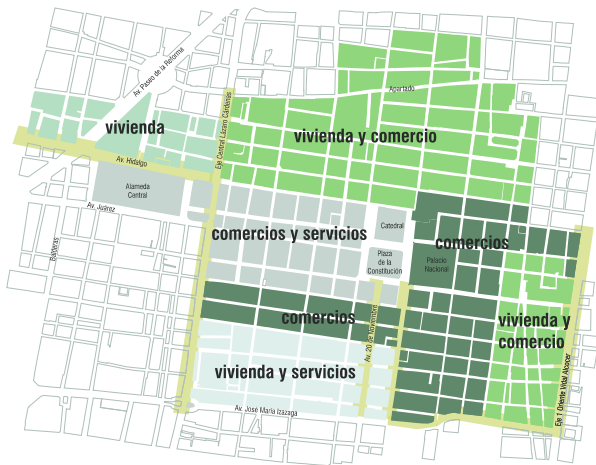 Av. Paseo de la Reforma
Apartado
vivienda
Eje Central Lázaro Cárdenas
vivienda y comercio
Av. Hidalgo
Alameda
Central
Av. Juárez
comercios y servicios
Catedral
comercios
Balderas
Plaza
de la
Constitución
Palacio
Nacional
comercios
Av. 20 de Noviembre
vivienda y
comercio
vivienda y servicios
Eje 1 Oriente Vidal Alcocer
Av. José María Izazaga